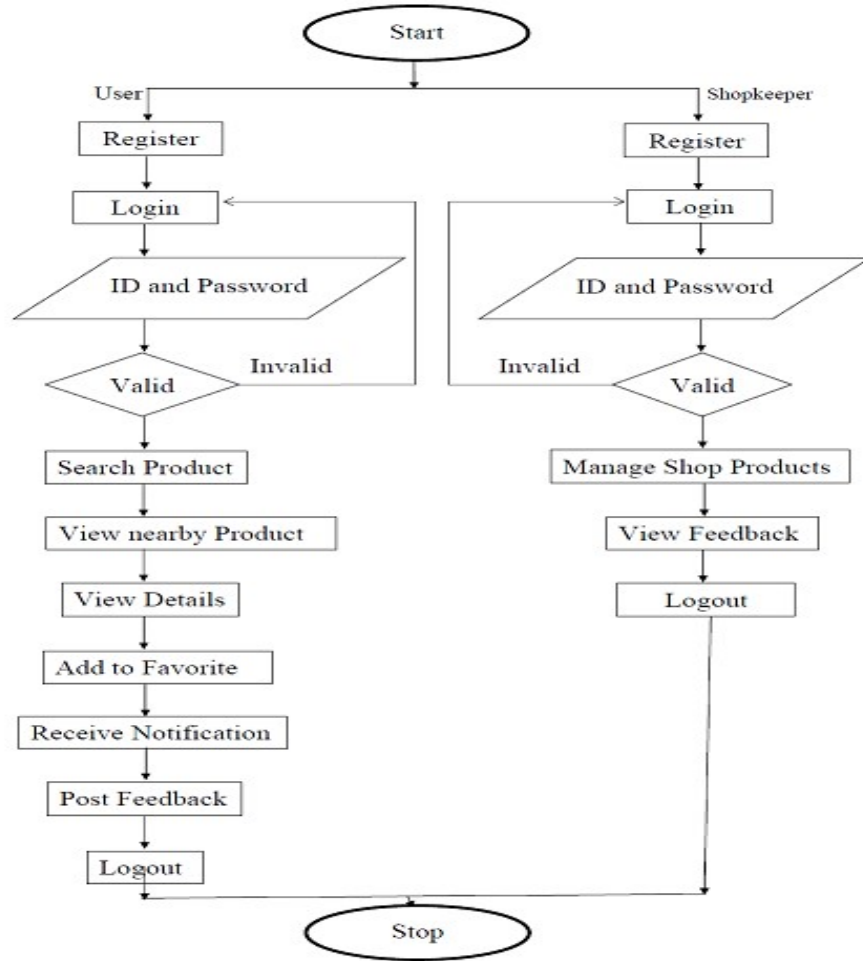 Start
User
Shopkeeper
Register
Register
Login
Login
ID and Password
ID and Password
Valid
Invalid
Invalid
Valid
Search Product
Manage Shop Products
View nearby Product
View Feedback
View Details
Logout
Add to Favorite
Receive Notification
Post Feedback
Logout
Stop